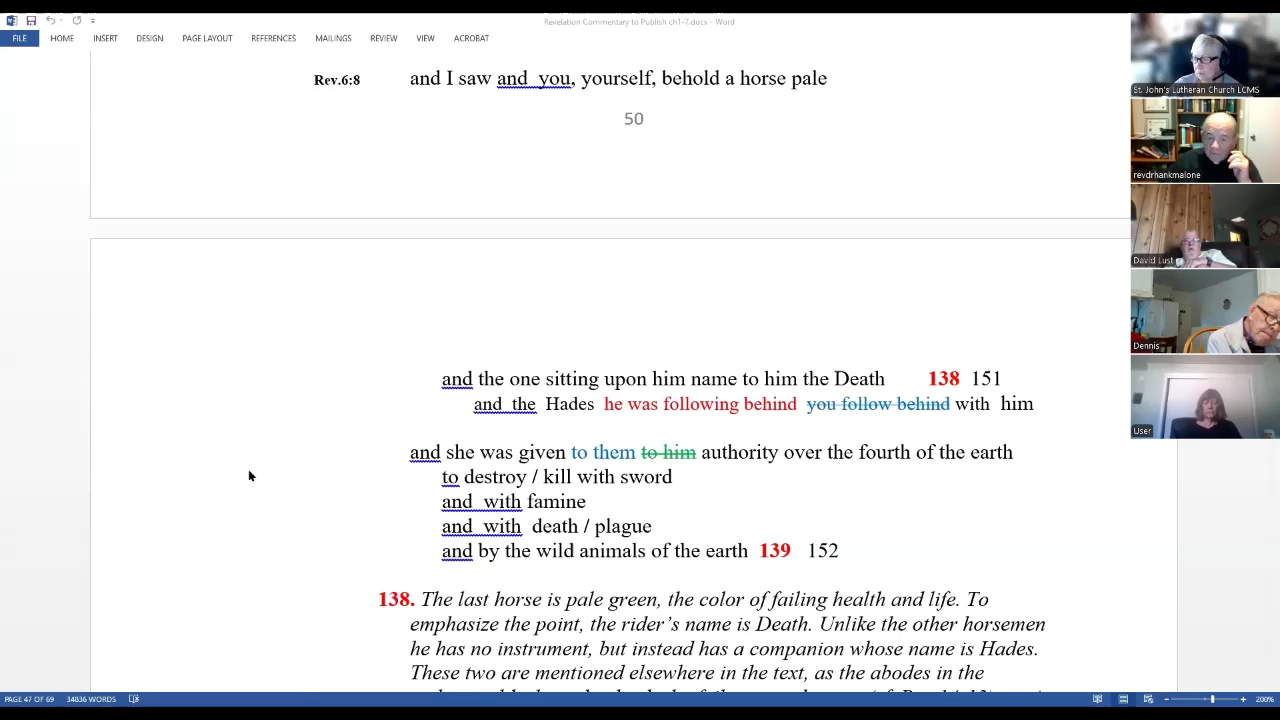 Revelation Commentary to Publish ch1-7.docx - Word
FILE HOME INSERT DESIGN PAGE LAYOUT REFERENCES MAILINGS REVIEW VIEW ACROBAT
Rev.6:8 and I saw and you, yourself, behold a horse pale
50
and the one sitting upon him name to him the Death 138 151
and the Hades he was following behind you follow behind with him
and she was given to them to him authority over the fourth of the earth
to destroy / kill with sword
and with famine
and with death / plague
and by the wild animals of the earth 139 152
138. The last horse is pale green, the color of failing health and life. To
emphasize the point, the rider's name is Death. Unlike the other horsemen
he has no instrument, but instead has a companion whose name is Hades.
These two are mentioned elsewhere in the text, as the abodes in the
PAGE 47 OF 69 34836 WORDS
200%
St. John's Lutheran Church LCMS
revdrhankmalone
David Lust
Dennis
User